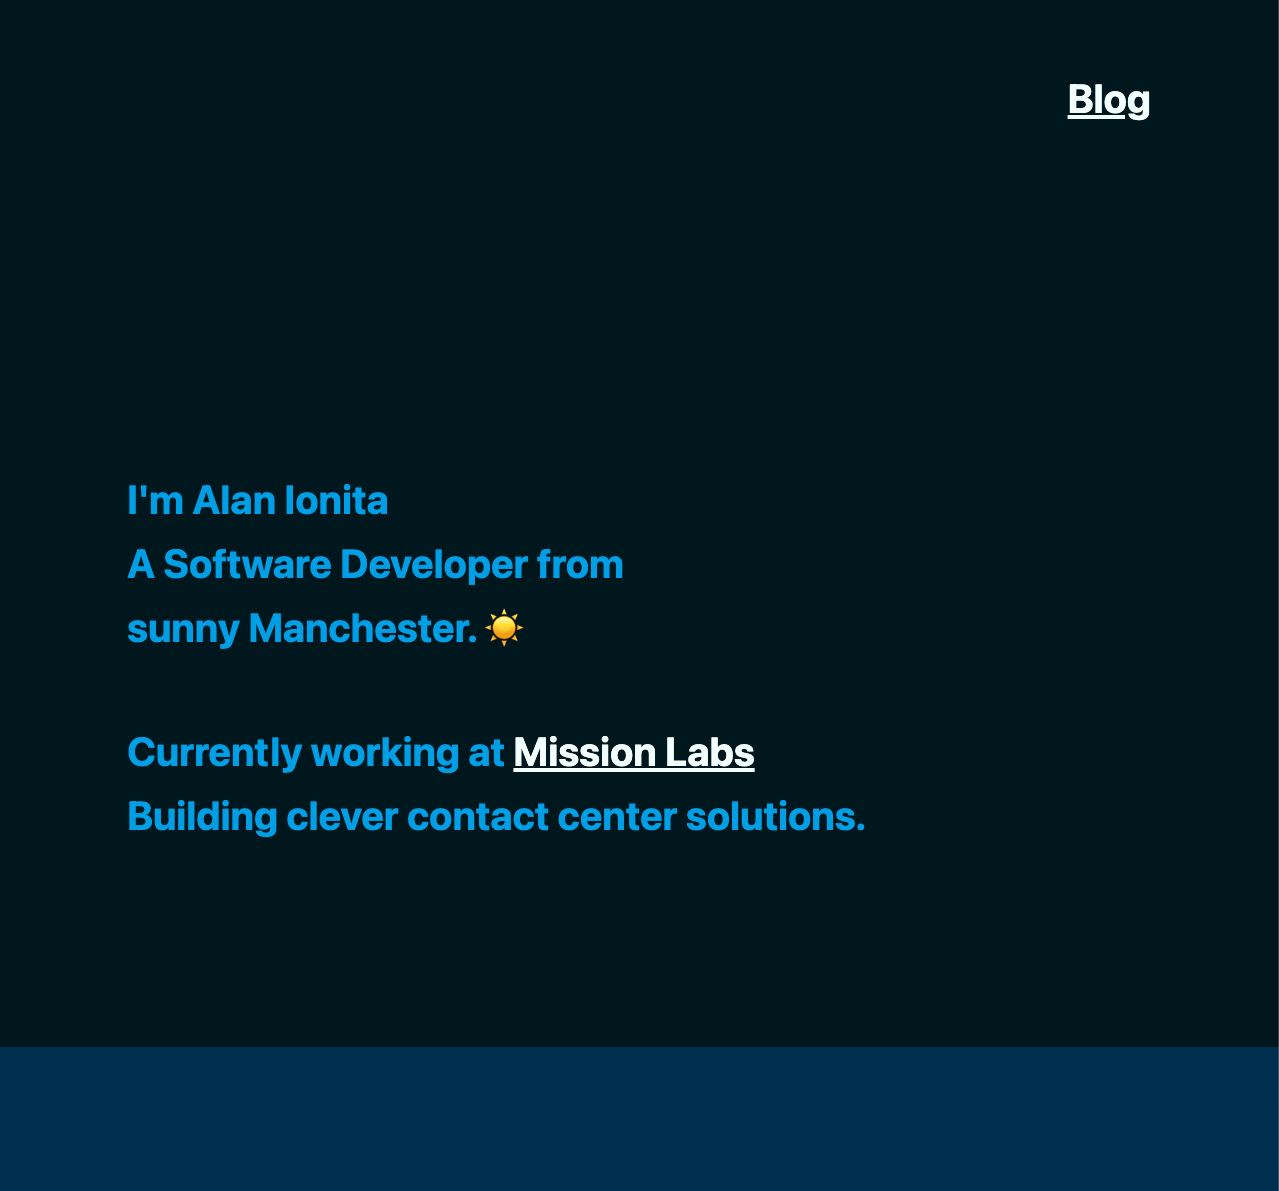 Blog
I'm Alan Ionita
A Software Developer from
sunny Manchester. ☀️
Currently working at Mission Labs
Building clever contact center solutions.